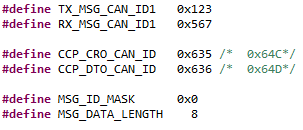 #define TX_MSG_CAN_ID1 0x123
#define RX_MSG_CAN_ID1 0x567
#define CCP_CRO_CAN_ID 0x635 /* 0x64C*/
#define CCP_DTO_CAN_ID 0x636 /* 0x64D*/
#define MSG_ID_MASK 0x0
#define MSG_DATA_LENGTH 8